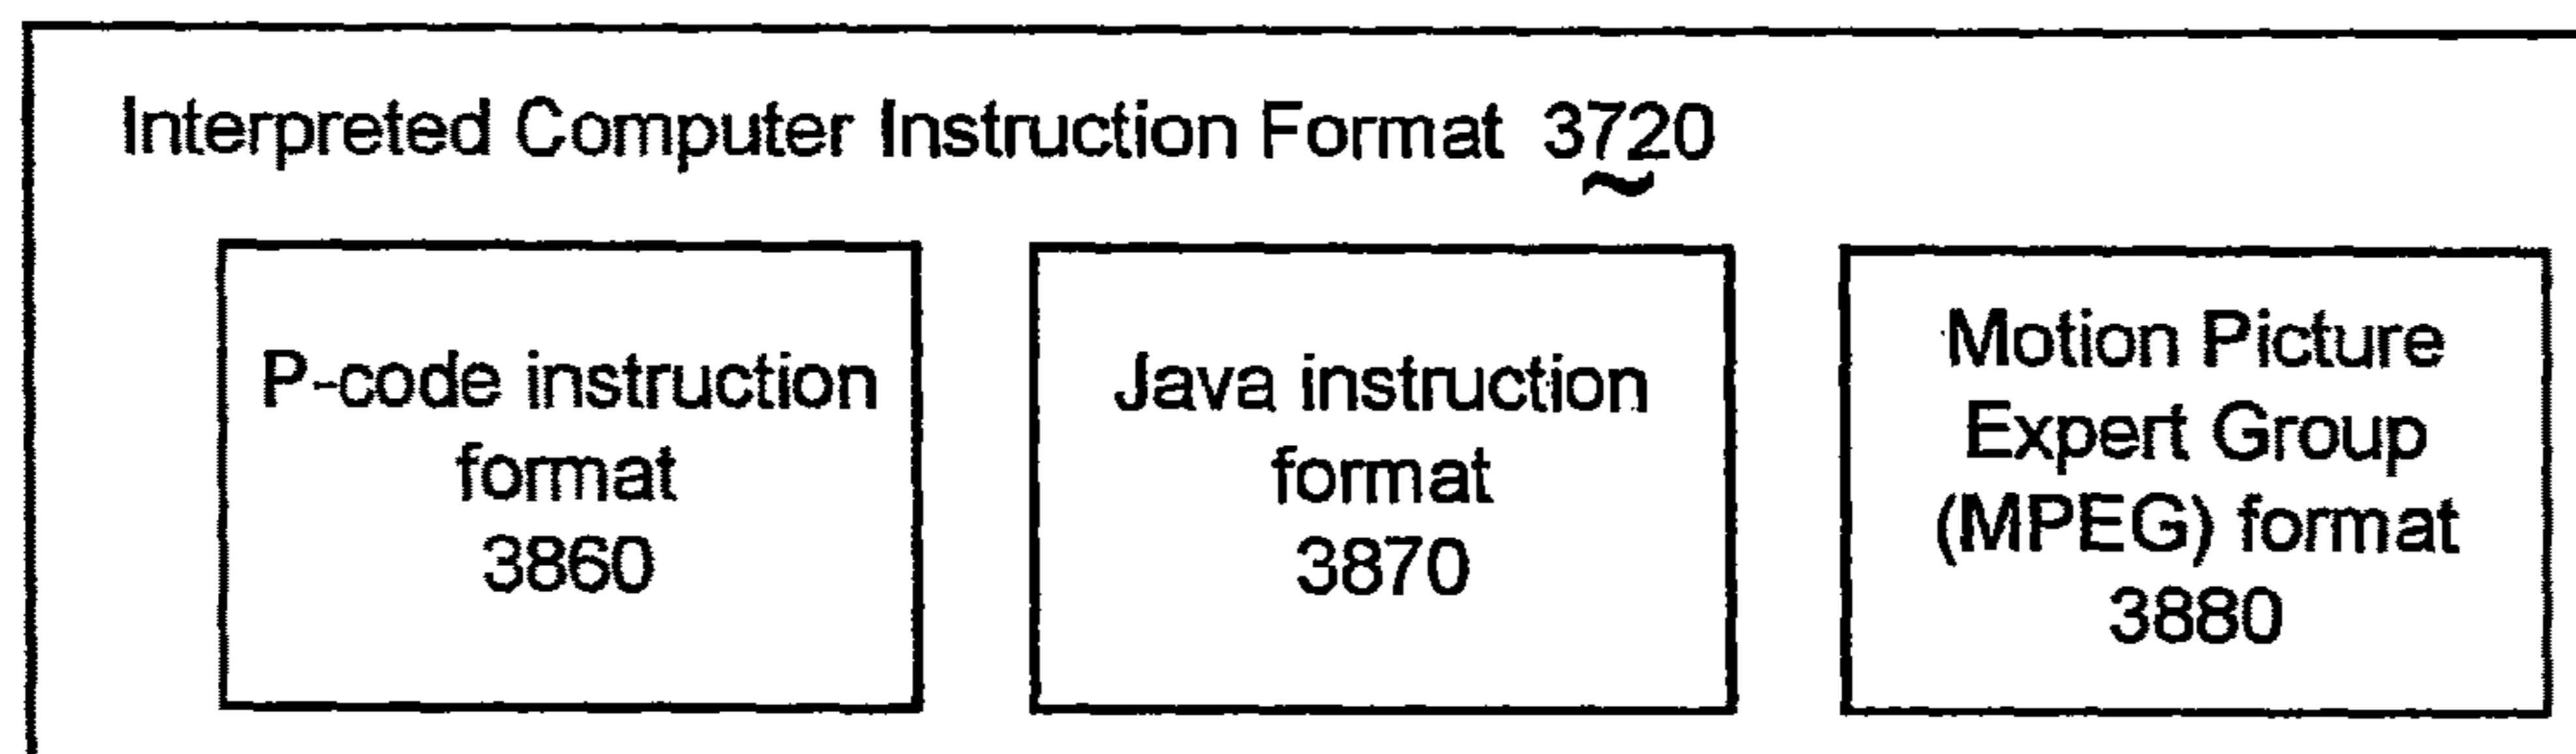 Interpreted Computer Instruction Format 3720
P-code instruction
format
3860
Java instruction
format
3870
Motion Picture
Expert Group
(MPEG) format
3880